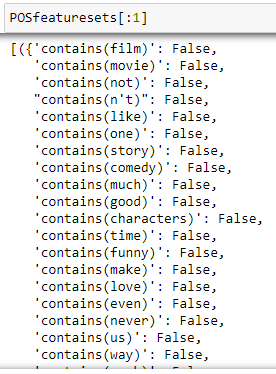 POSfeaturesets[:1]
[({'contains(film)': False,
'contains(movie)': False,
'contains(not)': False,
"contains(n't)": False,
'contains(like)': False,
'contains(one)': False,
'contains(story)': False,
'contains(comedy)': False,
'contains(much)': False,
'contains(good)': False,
'contains(characters)': False,
'contains(time)': False,
'contains(funny)': False,
'contains(make)': False,
'contains(love)': False,
'contains(even)': False,
'contains(never)': False,
'contains(us)': False,
'contains(way)': False,